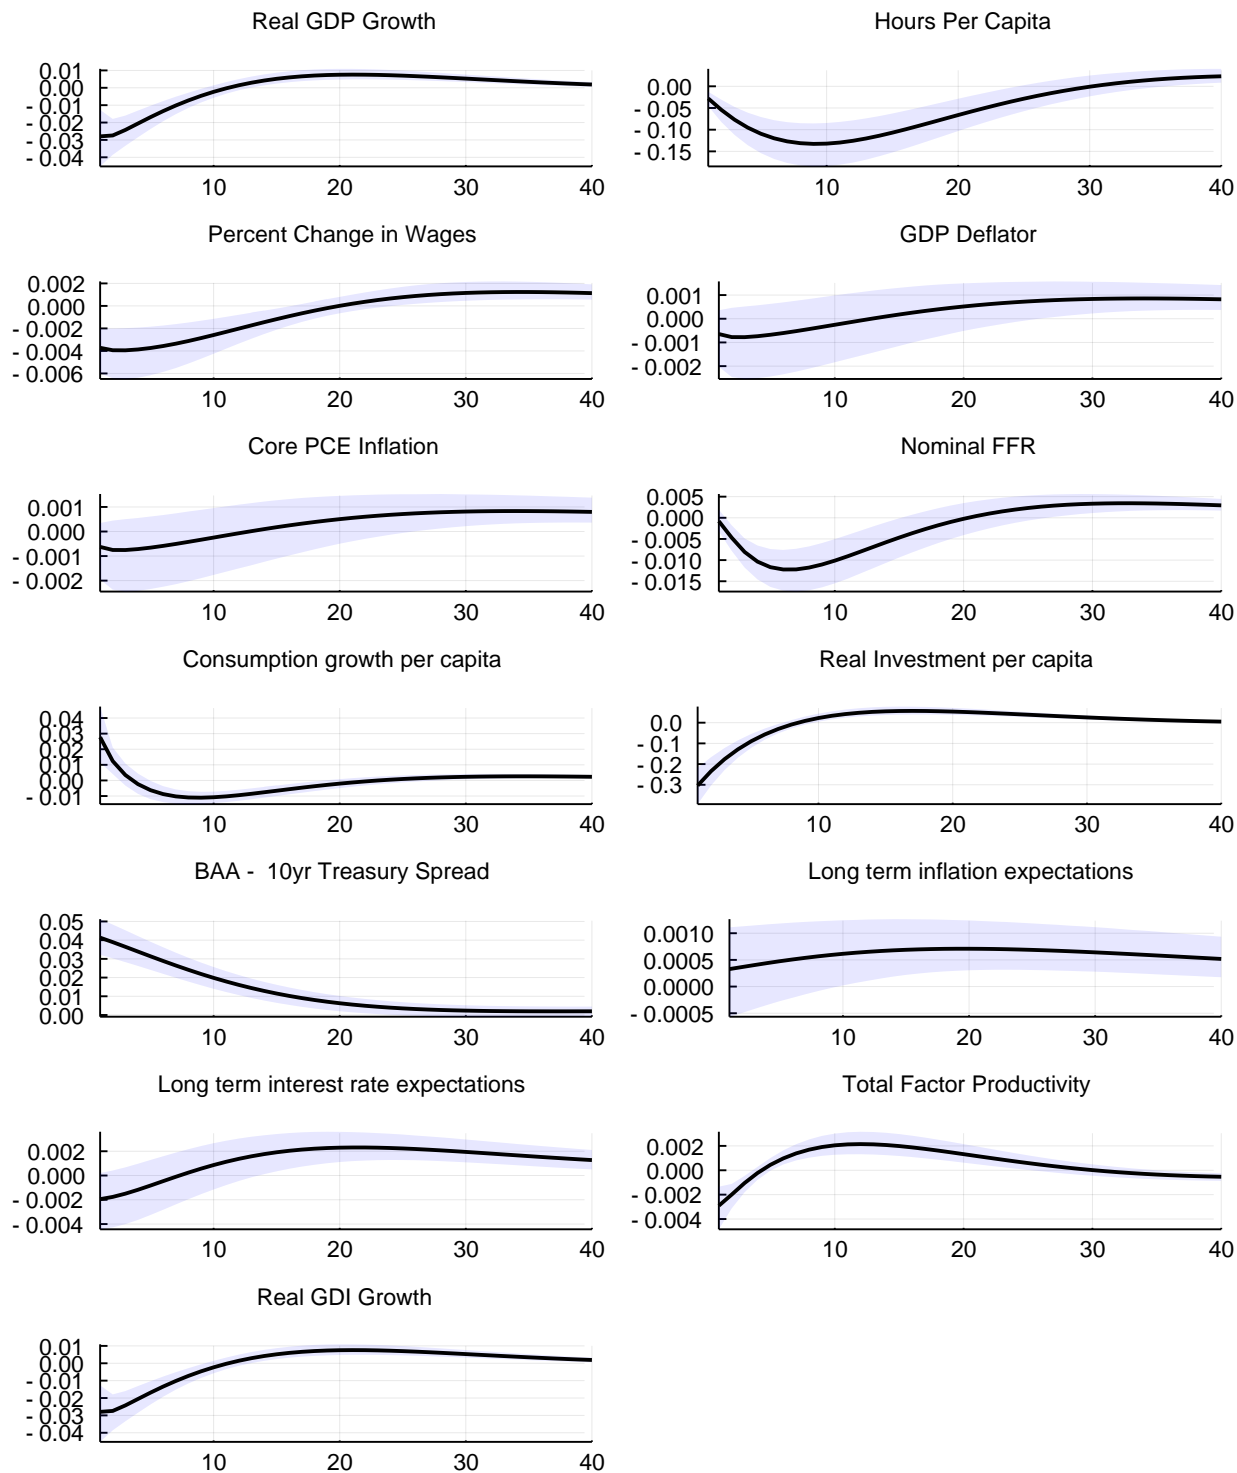 Real GDP Growth
0.01
0.00
- 0.01
- 0.02
- 0.03
- 0.04
10 20 30 40
Hours Per Capita
0.00
- 0.05
- 0.10
- 0.15
10 20 30 40
Percent Change in Wages
0.002
0.000
- 0.002
- 0.004
- 0.006
10 20 30 40
GDP Deflator
0.001
0.000
- 0.001
- 0.002
10 20 30 40
Core PCE Inflation
0.001
0.000
- 0.001
- 0.002
10 20 30 40
Nominal FFR
0.005
0.000
- 0.005
- 0.010
- 0.015
10 20 30 40
Consumption growth per capita
0.04
0.03
0.02
0.01
0.00
- 0.01
10 20 30 40
Real Investment per capita
0.0
- 0.1
- 0.2
- 0.3
10 20 30 40
BAA - 10yr Treasury Spread
0.05
0.04
0.03
0.02
0.01
0.00
10 20 30 40
Long term inflation expectations
0.0010
0.0005
0.0000
- 0.0005
10 20 30 40
Long term interest rate expectations
0.002
0.000
- 0.002
- 0.004
10 20 30 40
Total Factor Productivity
0.002
0.000
- 0.002
- 0.004
10 20 30 40
Real GDI Growth
0.01
0.00
- 0.01
- 0.02
- 0.03
- 0.04
10 20 30 40